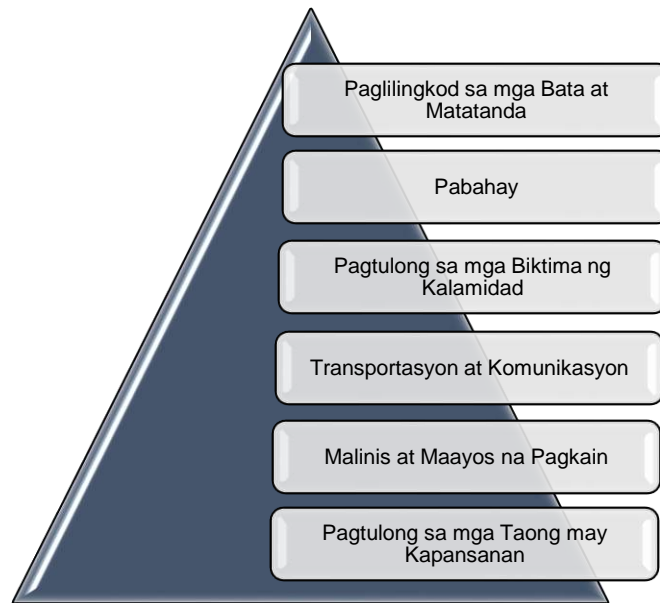 Paglilingkod sa mga Bata at
Matatanda
Pabahay
Pagtulong sa mga Biktima ng
Kalamidad
Transportasyon at Komunikasyon
Malinis at Maayos na Pagkain
Pagtulong sa mga Taong may
Kapansanan